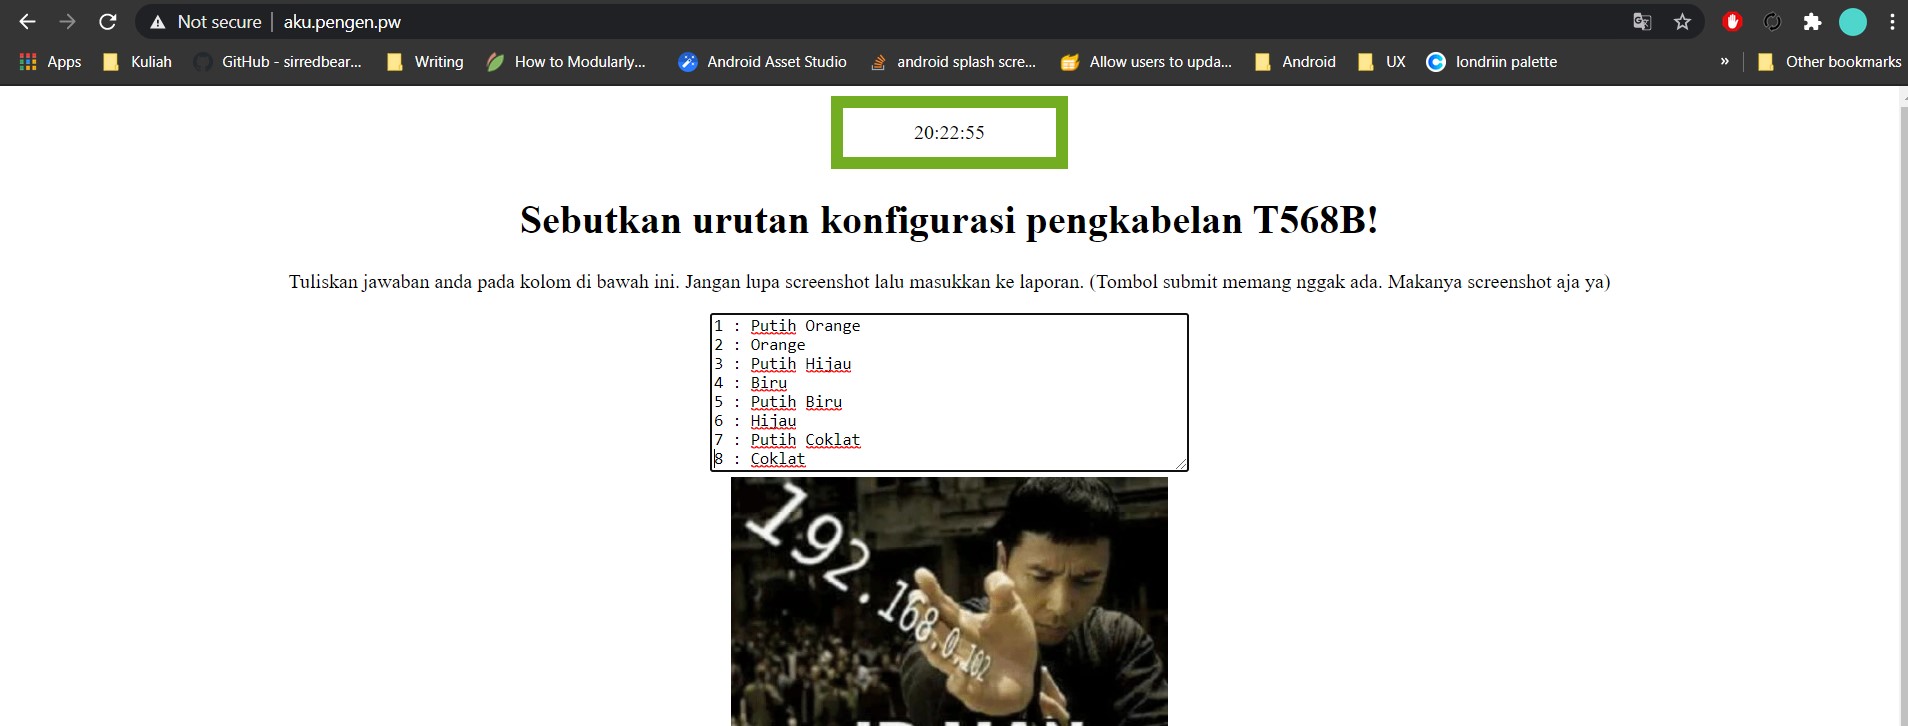 Not secure | aku.pengen.pw
Apps Kuliah GitHub - sirredbear... Writing How to Modularly... Android Asset Studio android splash scre... Allow users to upda... Android UX londriin palette » Other bookmarks
20:22:55
Sebutkan urutan konfigurasi pengkabelan T568B!
Tuliskan jawaban anda pada kolom di bawah ini. Jangan lupa screenshot lalu masukkan ke laporan. (Tombol submit memang nggak ada. Makanya screenshot aja ya)
1 : Putih Orange
2 : Orange
3 : Putih Hijau
4 : Biru
5 : Putih Biru
6 : Hijau
7 : Putih Coklat
8 : Coklat
192.168.0.102